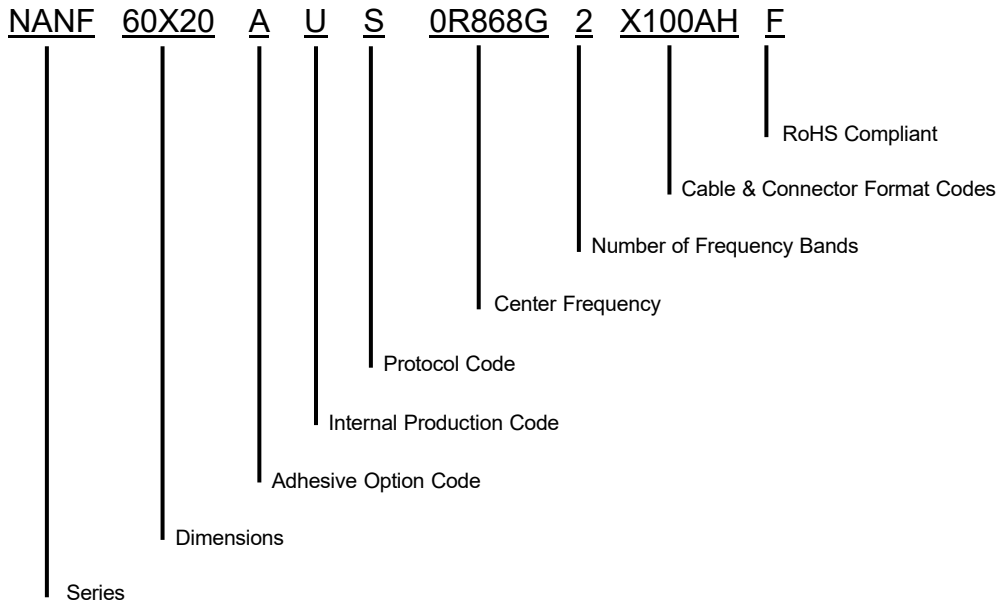 NANF 60X20 A U S 0R868G 2 X100AH F
RoHS Compliant
Cable & Connector Format Codes
Number of Frequency Bands
Center Frequency
Protocol Code
Internal Production Code
Adhesive Option Code
Dimensions
Series